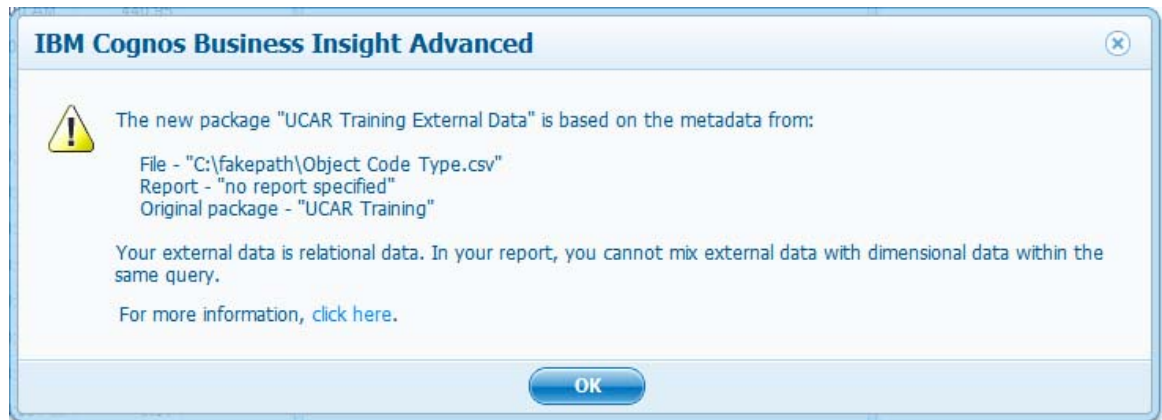 IBM Cognos Business Insight Advanced
The new package "UCAR Training External Data" is based on the metadata from:
File - "C:\fakepath\Object Code Type.csv"
Report - "no report specified"
Original package - "UCAR Training"
Your external data is relational data. In your report, you cannot mix external data with dimensional data within the
same query.
For more information, click here.
OK